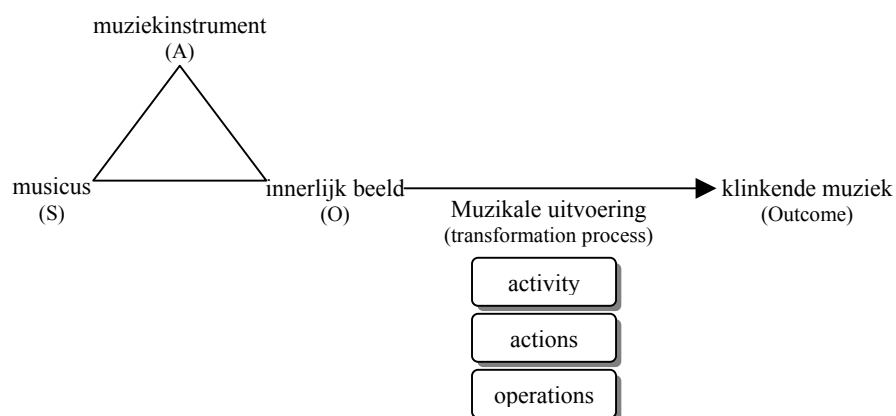 muziekinstrument
(A)
musicus
(S)
innerlijk beeld
(O)
Muzikale uitvoering
(transformation process)
klinkende muziek
(Outcome)
activity
actions
operations